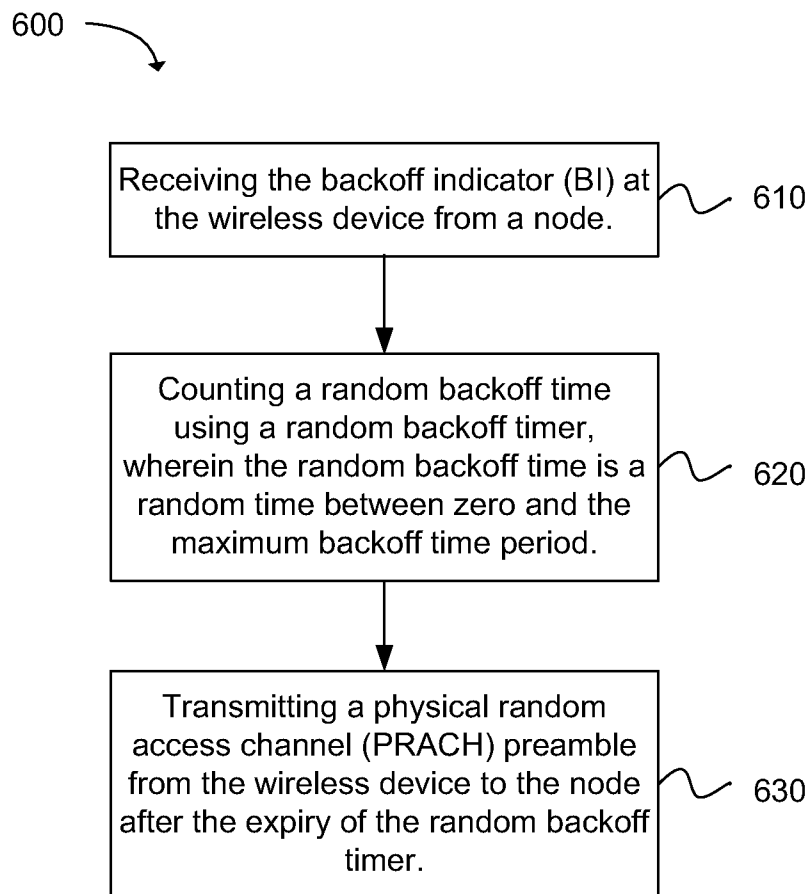 600
Receiving the backoff indicator (BI) at
the wireless device from a node.
610
Counting a random backoff time
using a random backoff timer,
wherein the random backoff time is a
random time between zero and the
maximum backoff time period.
620
Transmitting a physical random
access channel (PRACH) preamble
from the wireless device to the node
after the expiry of the random backoff
timer.
630